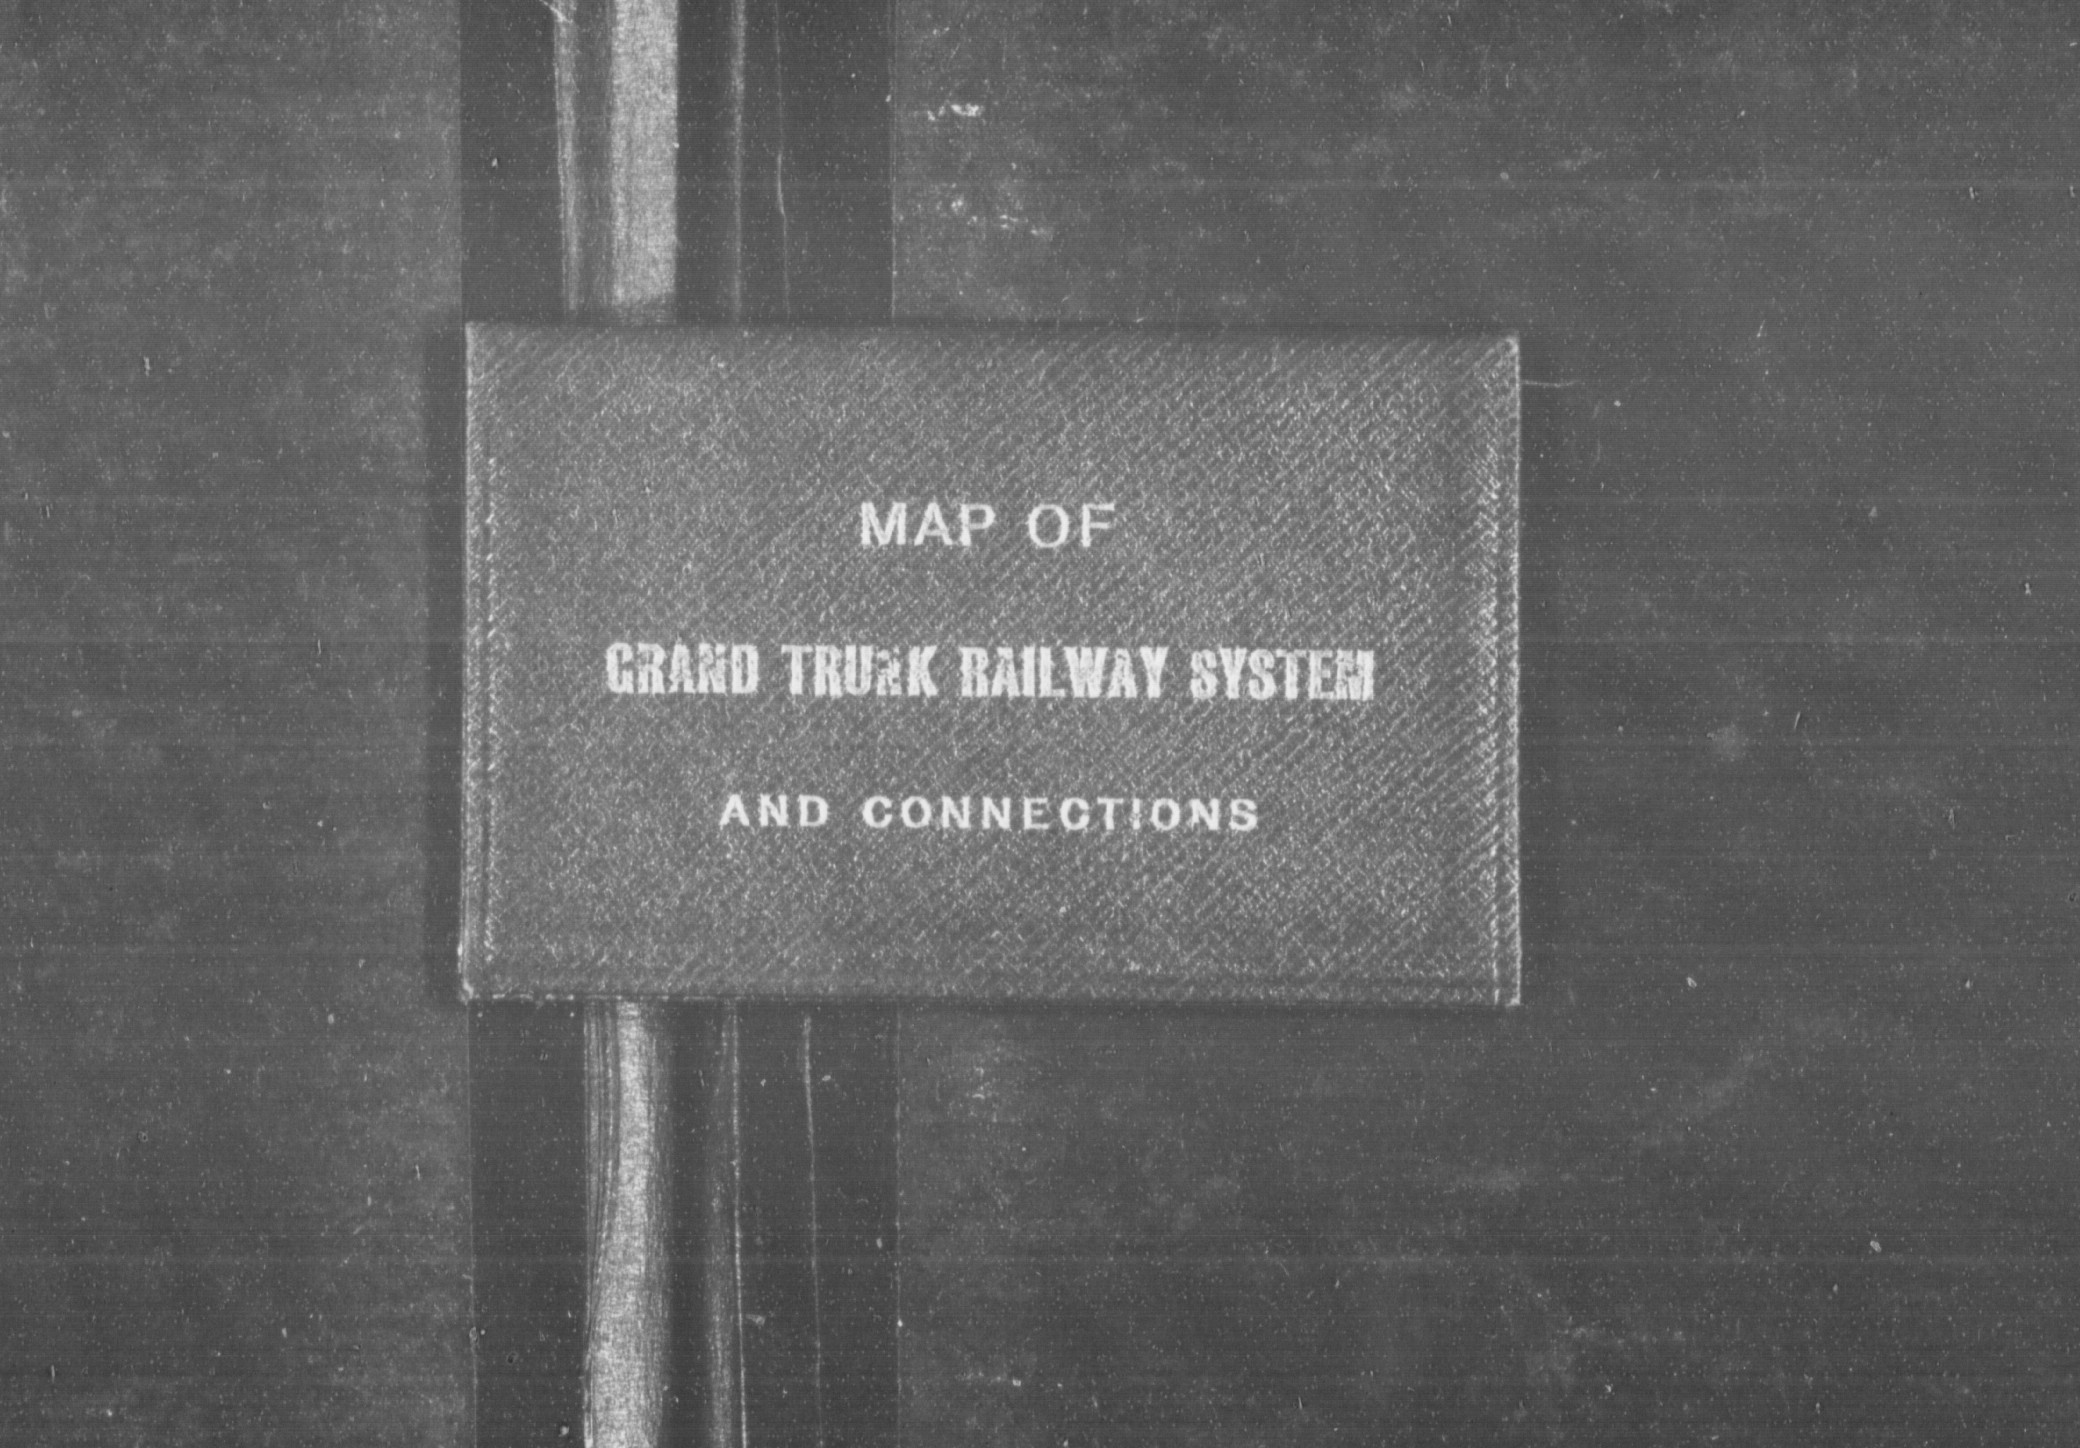 MAP OF
GRAND TRUNK RAILWAY SYSTEM
AND CONNECTIONS